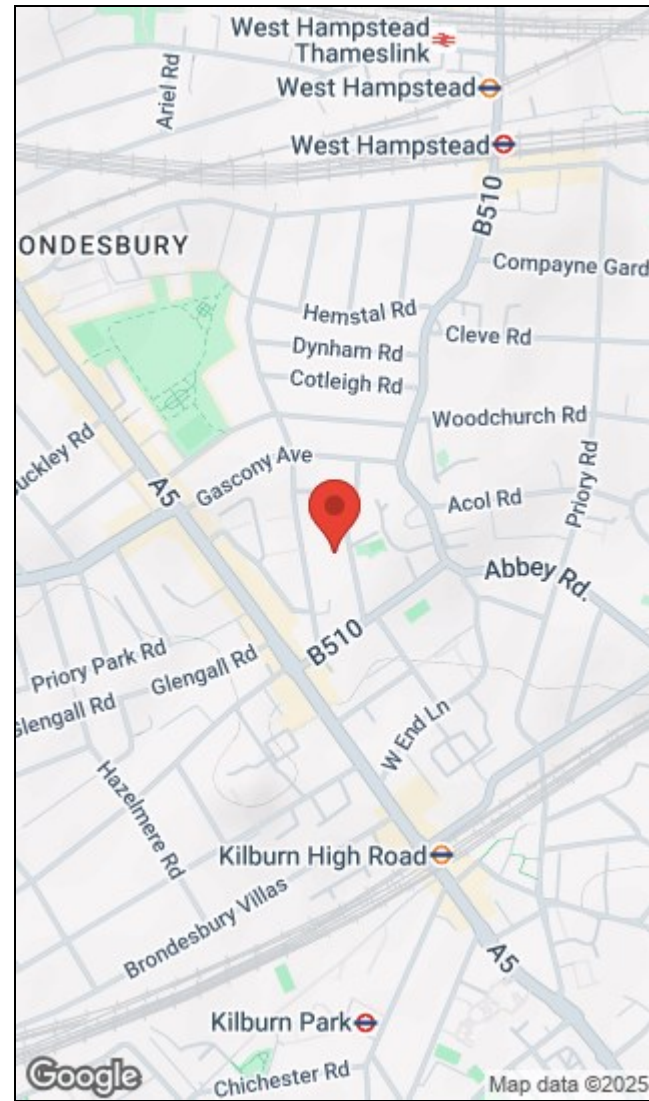 West Hampstead
Thameslink
Ariel Rd
West Hampstead
West Hampstead
B510
ONDESBURY
Compayne Gard
Hemstal Rd
Cleve Rd
Dynham Rd
Cotleigh Rd
Woodchurch Rd
uckley Rd
Gascony Ave
A5
Priory Rd
Acol Rd
Abbey Rd.
B510
Priory Park Rd
Glengall Rd
Glengall Rd
W End Ln
Hazelmere Rd
Kilburn High Road
Brondesbury Villas
A5
Kilburn Park
Google
Chichester Rd
Map data ©2025